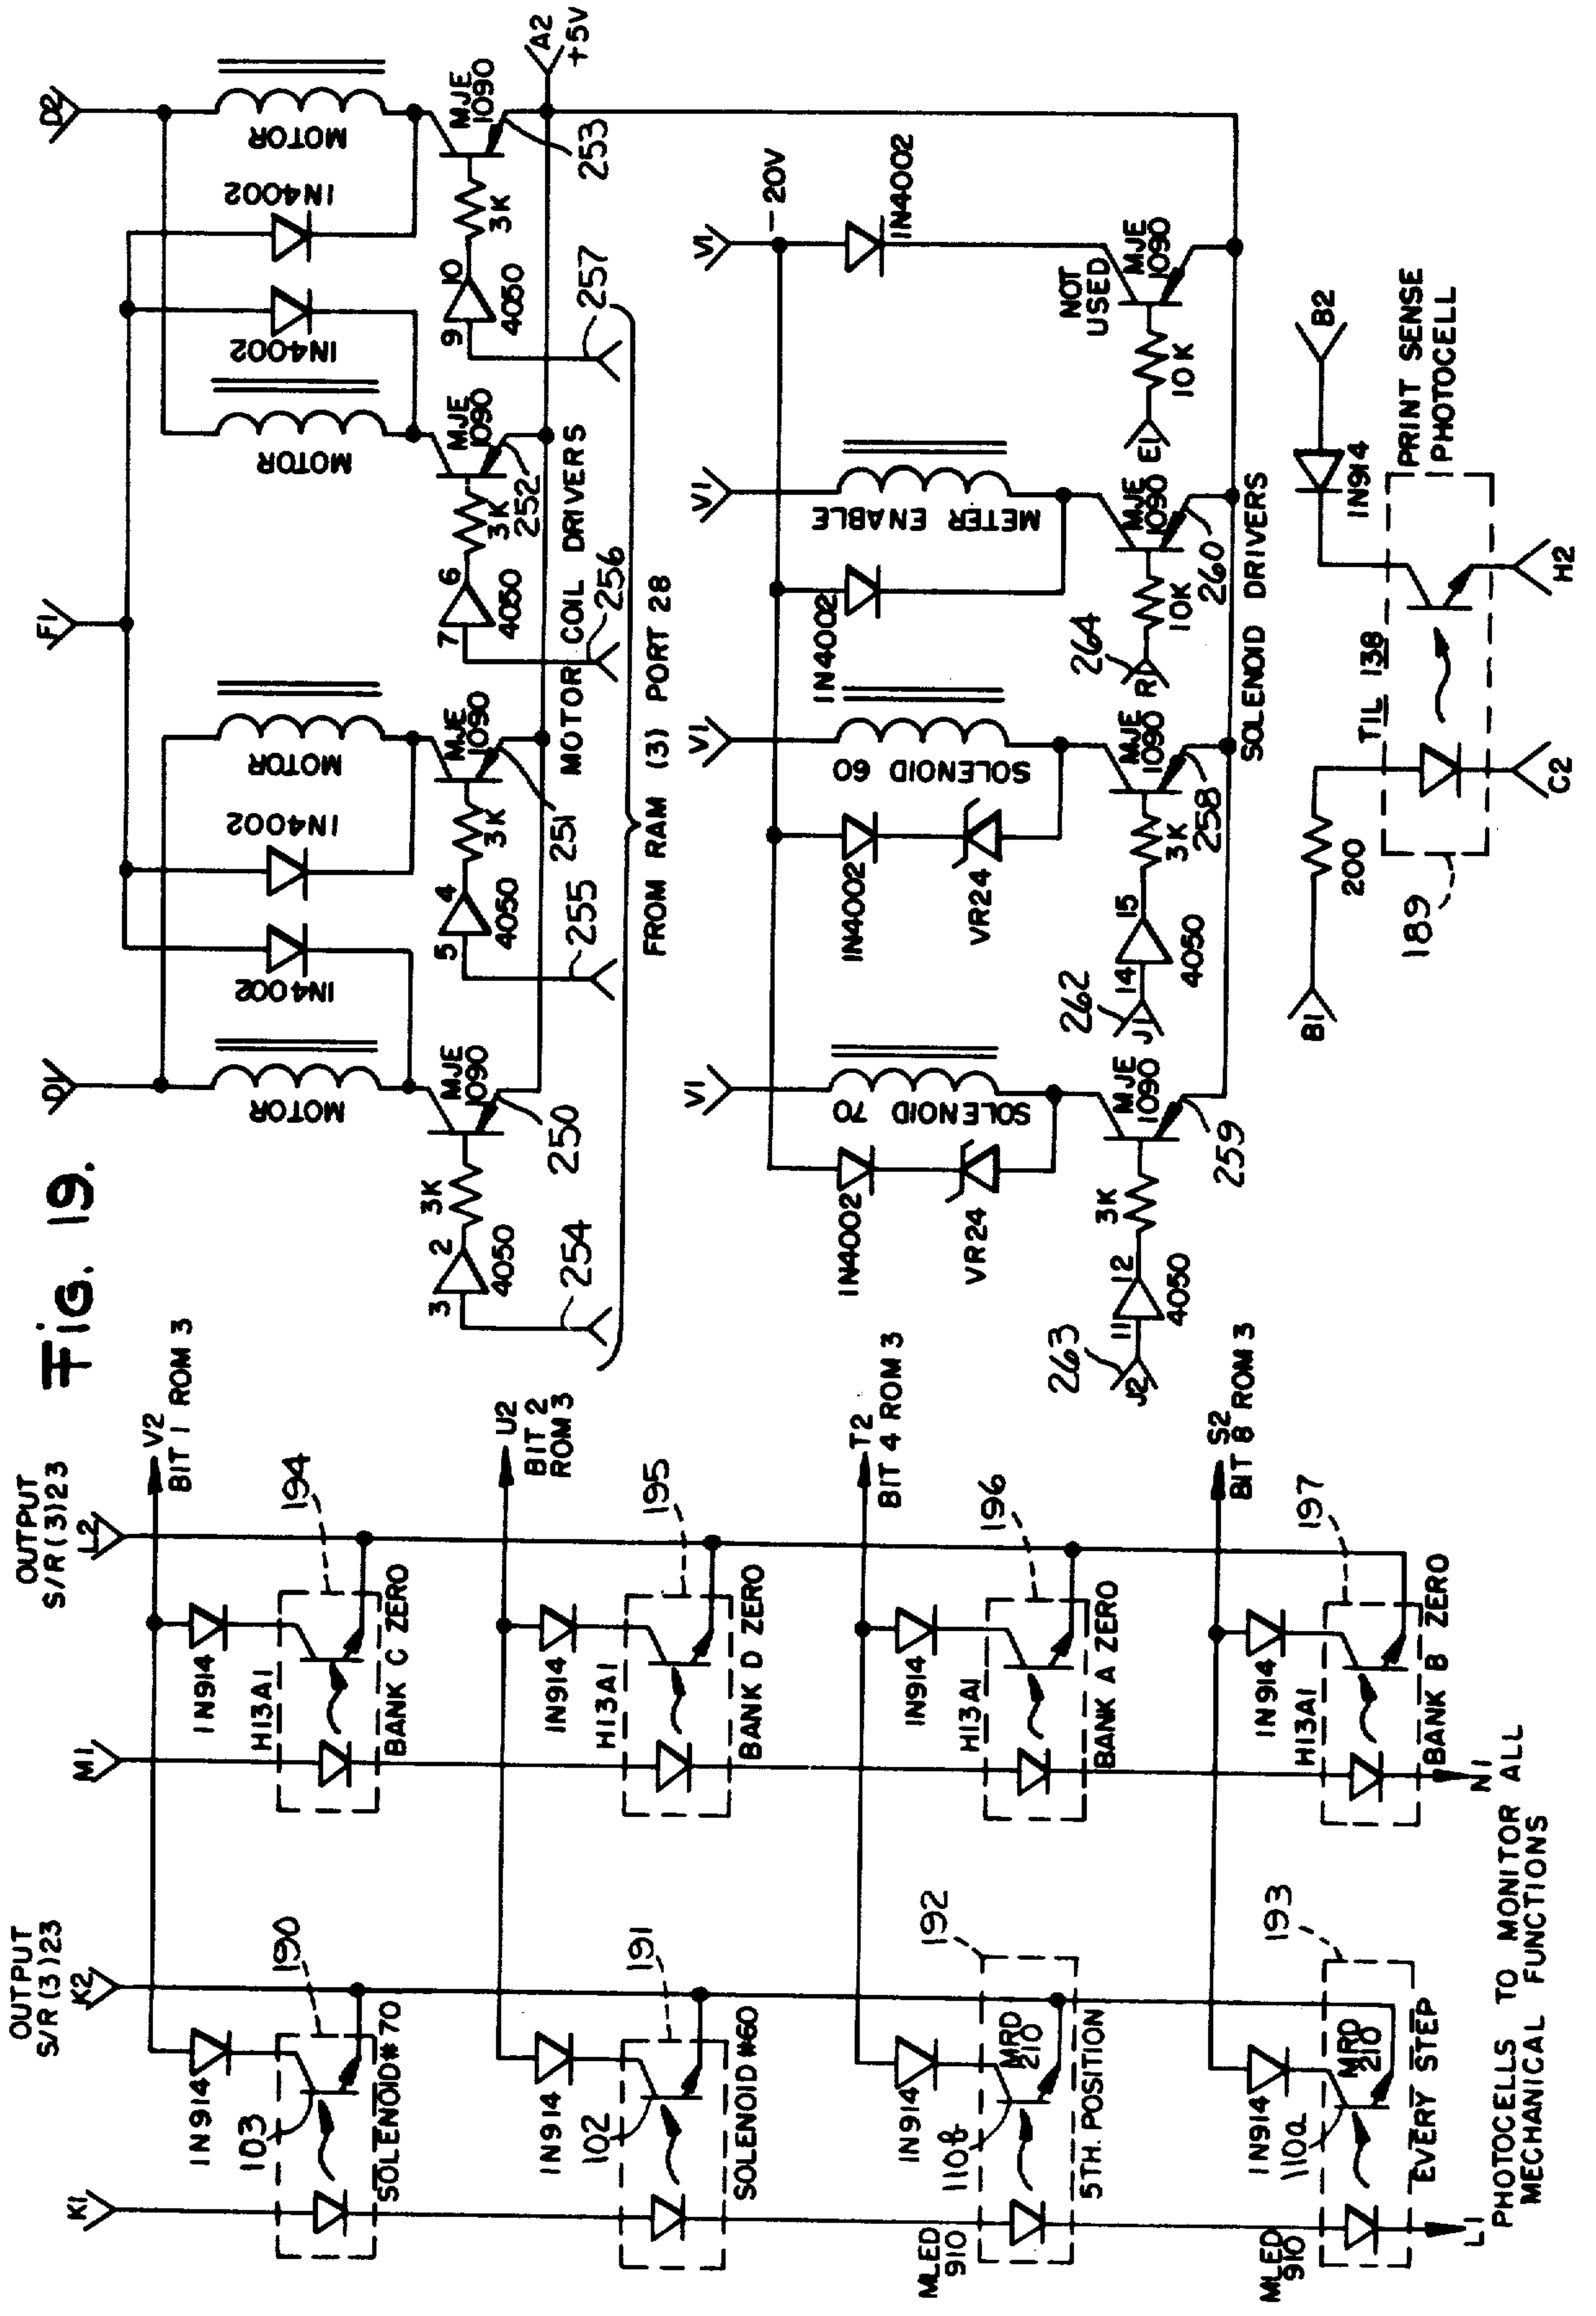 Fig. 19.
OUTPUT
S/R (3) 23
K2
K1
IN914
103
190
SOLENOID#70
IN914
102
191
SOLENOID #60
IN914
110b
192
MRD
210
MLED
910
5TH. POSITION
IN914
110a
193
MRD
210
MLED
910
EVERY STEP
L1
OUTPUT
S/R (3) 23
L2
M1
V2
BIT 1 ROM 3
IN914
H13A1
194
BANK C ZERO
U2
BIT 2
ROM 3
IN914
H13A1
195
BANK D ZERO
T2
BIT 4 ROM 3
IN914
H13A1
196
BANK A ZERO
S2
BIT 8 ROM 3
IN914
H13A1
197
BANK B ZERO
N1
PHOTOCELLS TO MONITOR ALL
MECHANICAL FUNCTIONS
D1
F1
D2
MOTOR
IN4002
IN4002
MOTOR
MOTOR
IN4002
IN4002
MOTOR
3
2
4050
3K
MJE
1090
250
254
5
4
4050
3K
MJE
1090
251
255
7
6
4050
3K
MJE
1090
252
256
9
10
4050
3K
MJE
1090
253
257
A2
+5V
MOTOR COIL DRIVERS
FROM RAM (3) PORT 28
V1
V1
V1
V1
-20V
IN4002
VR24
SOLENOID 70
IN4002
VR24
SOLENOID 60
IN4002
METER ENABLE
IN4002
NOT
USED
263
J2
11
12
4050
3K
MJE
1090
259
262
J1
14
15
4050
3K
MJE
1090
258
264
R1
10K
MJE
1090
260
E1
10K
MJE
1090
SOLENOID DRIVERS
B1
200
189
TIL 138
C2
H2
IN914
B2
PRINT SENSE
PHOTOCELL